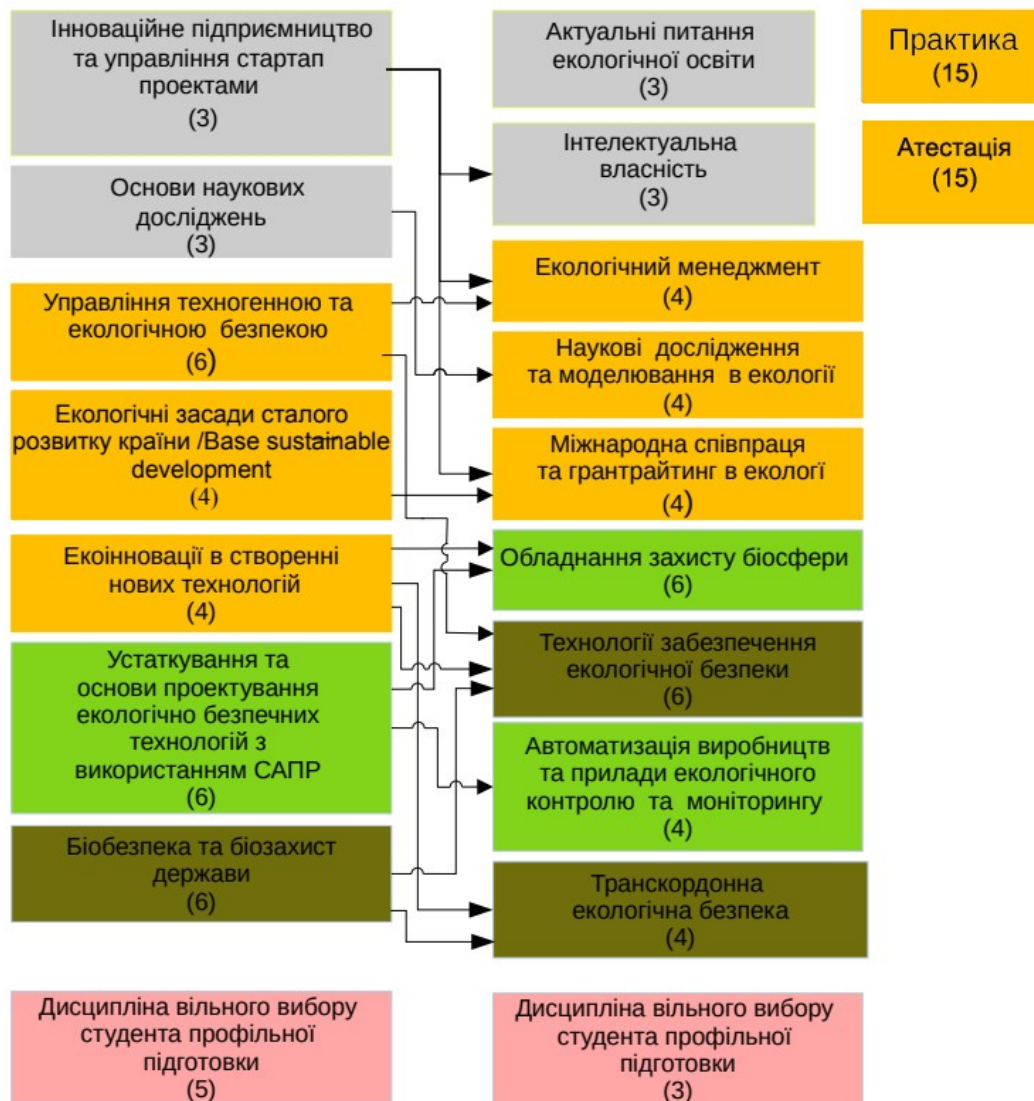 Інноваційне підприємництво
та управління стартап
проектами
(3)
Основи наукових
досліджень
(3)
Управління техногенною та
екологічною безпекою
(6)
Екологічні засади сталого
розвитку країни /Base sustainable
development
(4)
Екоінновації в створенні
нових технологій
(4)
Устаткування та
основи проектування
екологічно безпечних
технологій з
використанням САПР
(6)
Біобезпека та біозахист
держави
(6)
Дисципліна вільного вибору
студента профільної
підготовки
(5)
Актуальні питання
екологічної освіти
(3)
Інтелектуальна
власність
(3)
Екологічний менеджмент
(4)
Наукові дослідження
та моделювання в екології
(4)
Міжнародна співпраця
та грантрайтинг в екології
(4)
Обладнання захисту біосфери
(6)
Технології забезпечення
екологічної безпеки
(6)
Автоматизація виробництв
та прилади екологічного
контролю та моніторингу
(4)
Транскордонна
екологічна безпека
(4)
Дисципліна вільного вибору
студента профільної
підготовки
(3)
Практика
(15)
Атестація
(15)